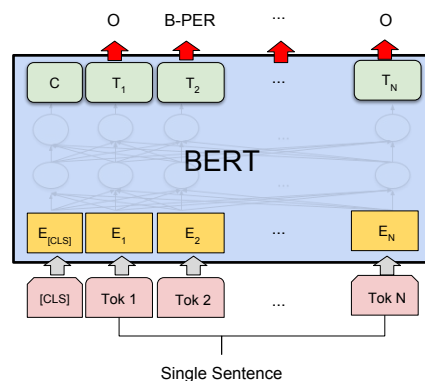 O B-PER ... O
C T1 T2 ... TN
...
BERT
...
E[CLS] E1 E2 ... EN
[CLS] Tok 1 Tok 2 ... Tok N
Single Sentence